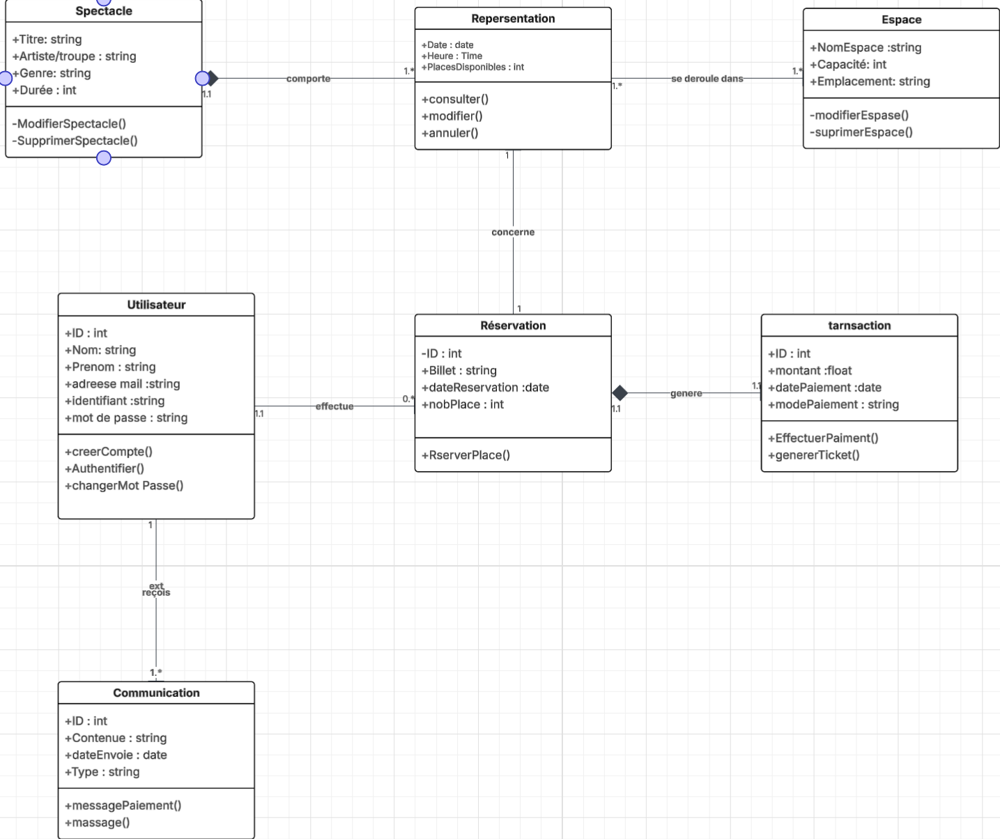 Spectacle
+Titre: string
+Artiste/troupe : string
+Genre: string
+Durée : int
-ModifierSpectacle()
-SupprimerSpectacle()
1.1
comporte
1.*
Repersentation
+Date : date
+Heure : Time
+PlacesDisponibles : int
+consulter()
+modifier()
+annuler()
1.*
se deroule dans
1.*
Espace
+NomEspace :string
+Capacité: int
+Emplacement: string
-modifierEspase()
-suprimerEspace()
1
concerne
1
Utilisateur
+ID : int
+Nom: string
+Prenom : string
+adreese mail :string
+identifiant :string
+mot de passe : string
+creerCompte()
+Authentifier()
+changerMot Passe()
1.1
effectue
0.*
Réservation
-ID : int
+Billet : string
+dateReservation :date
+nobPlace : int
+RserverPlace()
1.1
genere
1.1
tarnsaction
+ID : int
+montant :float
+datePaiement :date
+modePaiement : string
+EffectuerPaiment()
+genererTicket()
1
ext
reçois
1.*
Communication
+ID : int
+Contenue : string
+dateEnvoie : date
+Type : string
+messagePaiement()
+massage()